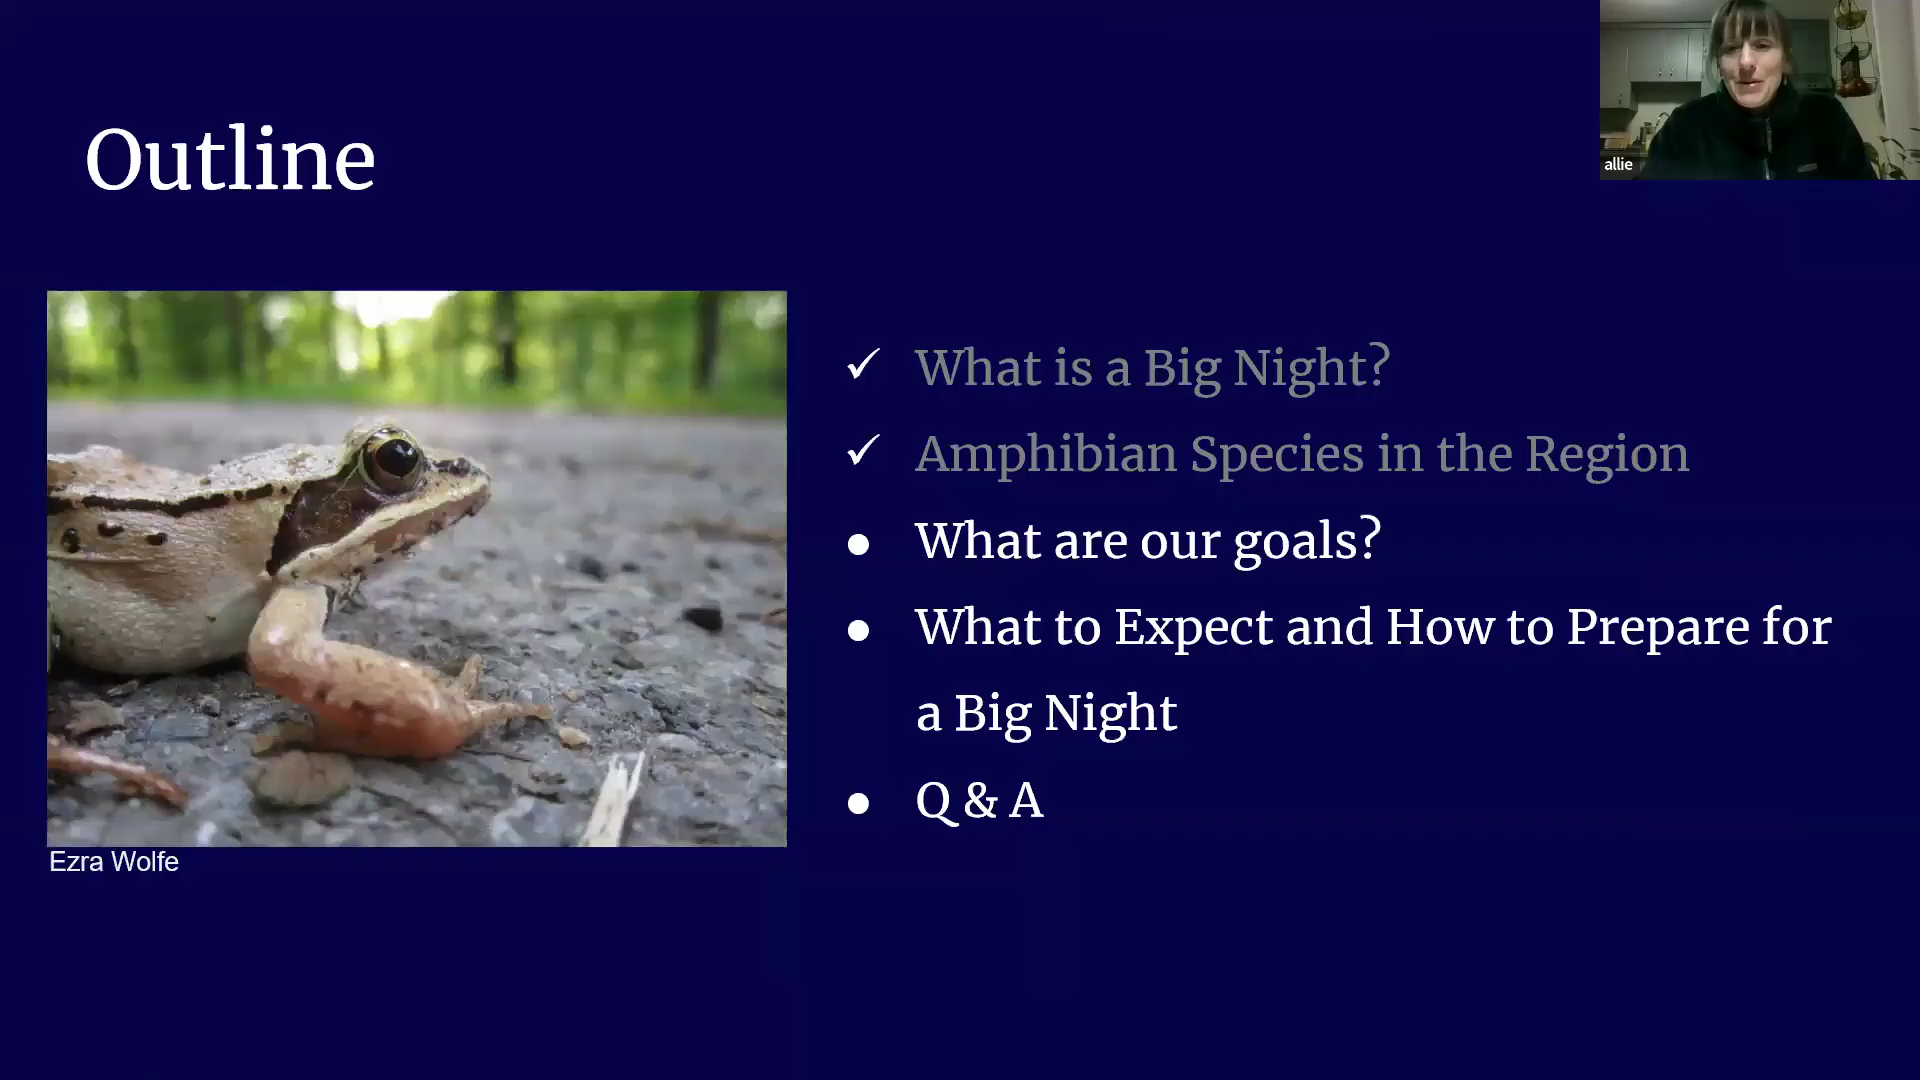 allie
Outline
What is a Big Night?
Amphibian Species in the Region
What are our goals?
What to Expect and How to Prepare for
a Big Night
Q & A
Ezra Wolfe